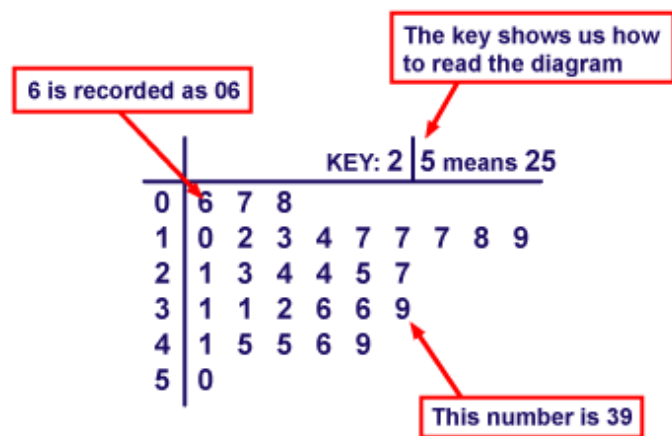 The key shows us how
to read the diagram
6 is recorded as 06
KEY: 2 5 means 25
0 6 7 8
1 0 2 3 4 7 7 7 8 9
2 1 3 4 4 5 7
3 1 1 2 6 6 9
4 1 5 5 6 9
5 0
This number is 39